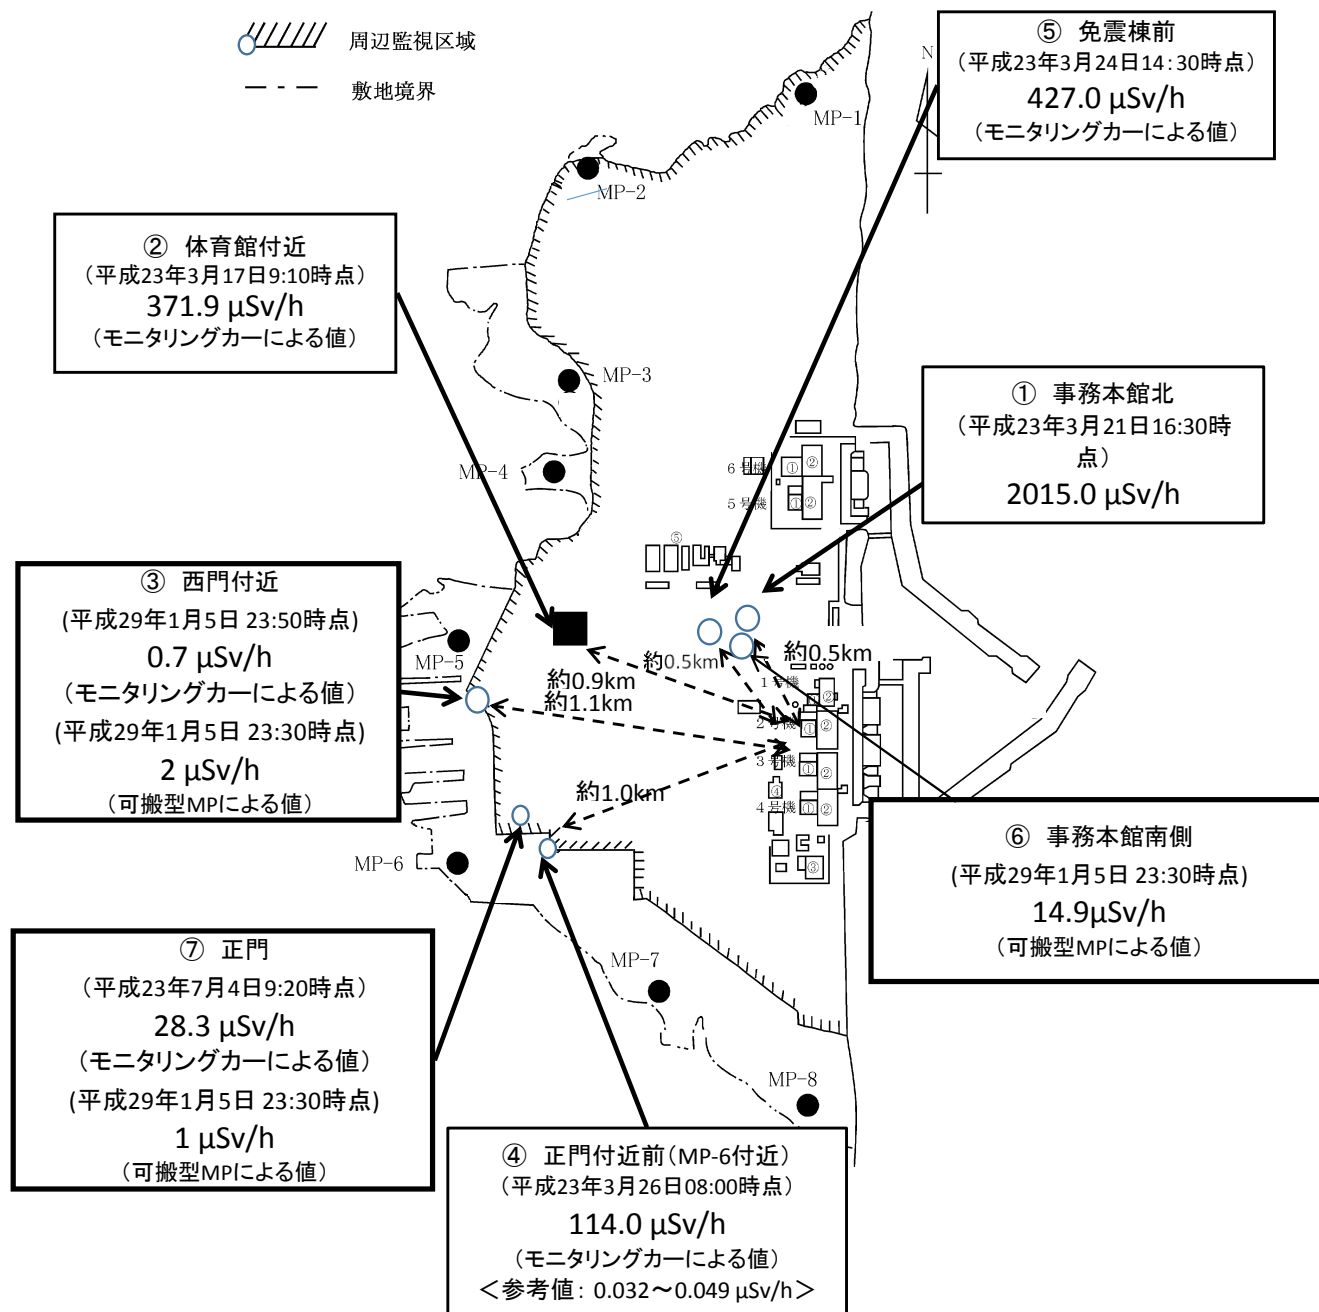 周辺監視区域
敷地境界
⑤ 免震棟前
(平成23年3月24日14:30時点)
427.0 μSv/h
(モニタリングカーによる値)
N
MP-1
MP-2
② 体育館付近
(平成23年3月17日9:10時点)
371.9 μSv/h
(モニタリングカーによる値)
MP-3
① 事務本館北
(平成23年3月21日16:30時
点)
2015.0 μSv/h
MP-4
6号機
①
②
5号機
①
②
⑤
③ 西門付近
(平成29年1月5日 23:50時点)
0.7 μSv/h
(モニタリングカーによる値)
(平成29年1月5日 23:30時点)
2 μSv/h
(可搬型MPによる値)
MP-5
約0.5km
約0.5km
約0.9km
約1.1km
1号機
②
2号機
①
②
3号機
①
②
約1.0km
④
4号機
①
②
③
MP-6
⑥ 事務本館南側
(平成29年1月5日 23:30時点)
14.9μSv/h
(可搬型MPによる値)
⑦ 正門
(平成23年7月4日9:20時点)
28.3 μSv/h
(モニタリングカーによる値)
(平成29年1月5日 23:30時点)
1 μSv/h
(可搬型MPによる値)
MP-7
MP-8
④ 正門付近前(MP-6付近)
(平成23年3月26日08:00時点)
114.0 μSv/h
(モニタリングカーによる値)
<参考値: 0.032～0.049 μSv/h>